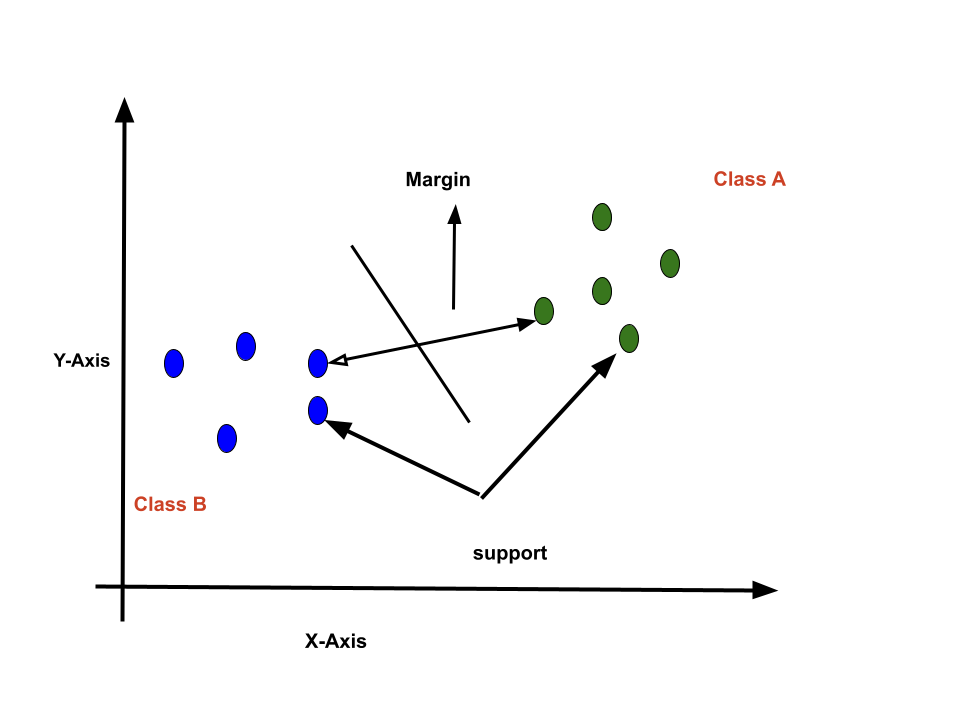 Margin
Class A
Y-Axis
Class B
support
X-Axis